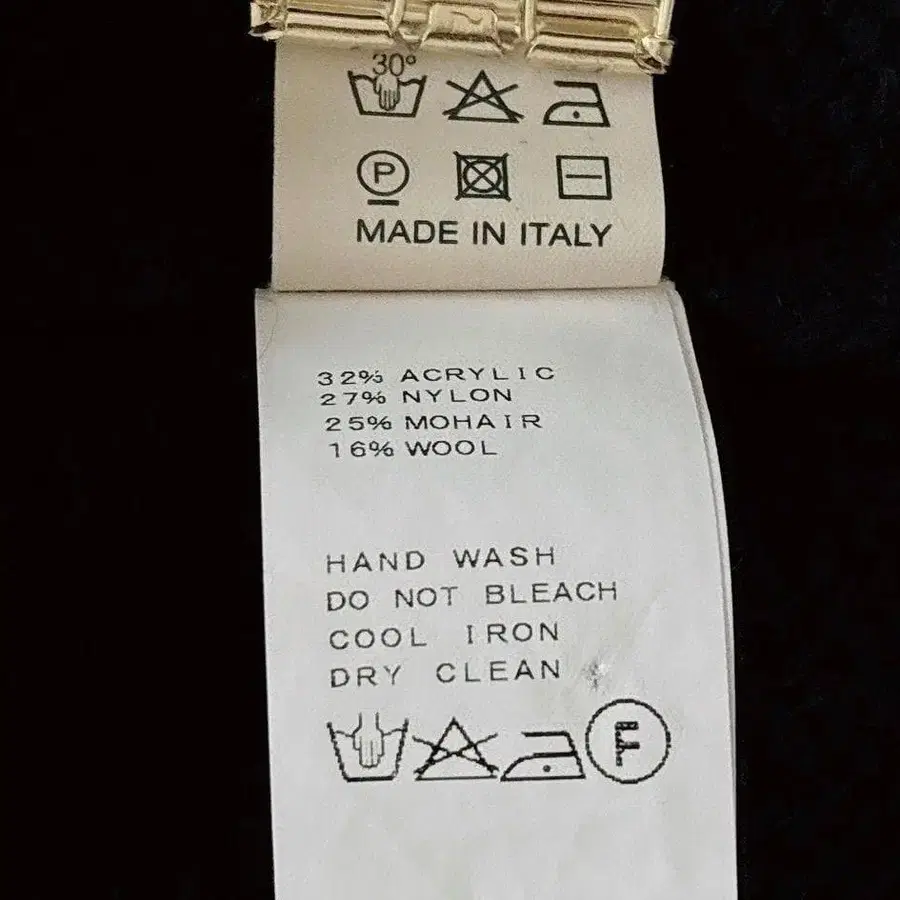 30°
P
MADE IN ITALY
32% ACRYLIC
27% NYLON
25% MOHAIR
16% WOOL
HAND WASH
DO NOT BLEACH
COOL IRON
DRY CLEAN
F